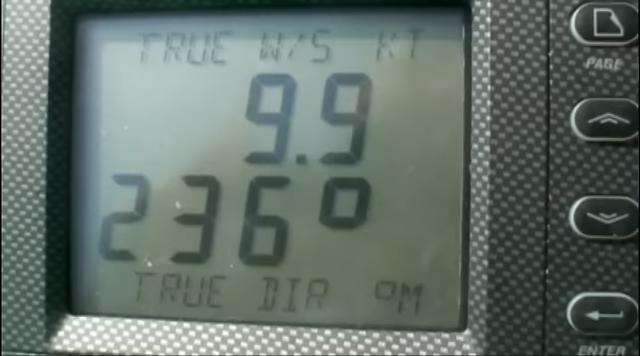 TRUE W/S KT
PAGE
9.9
236°
TRUE DIR °M
ENTER